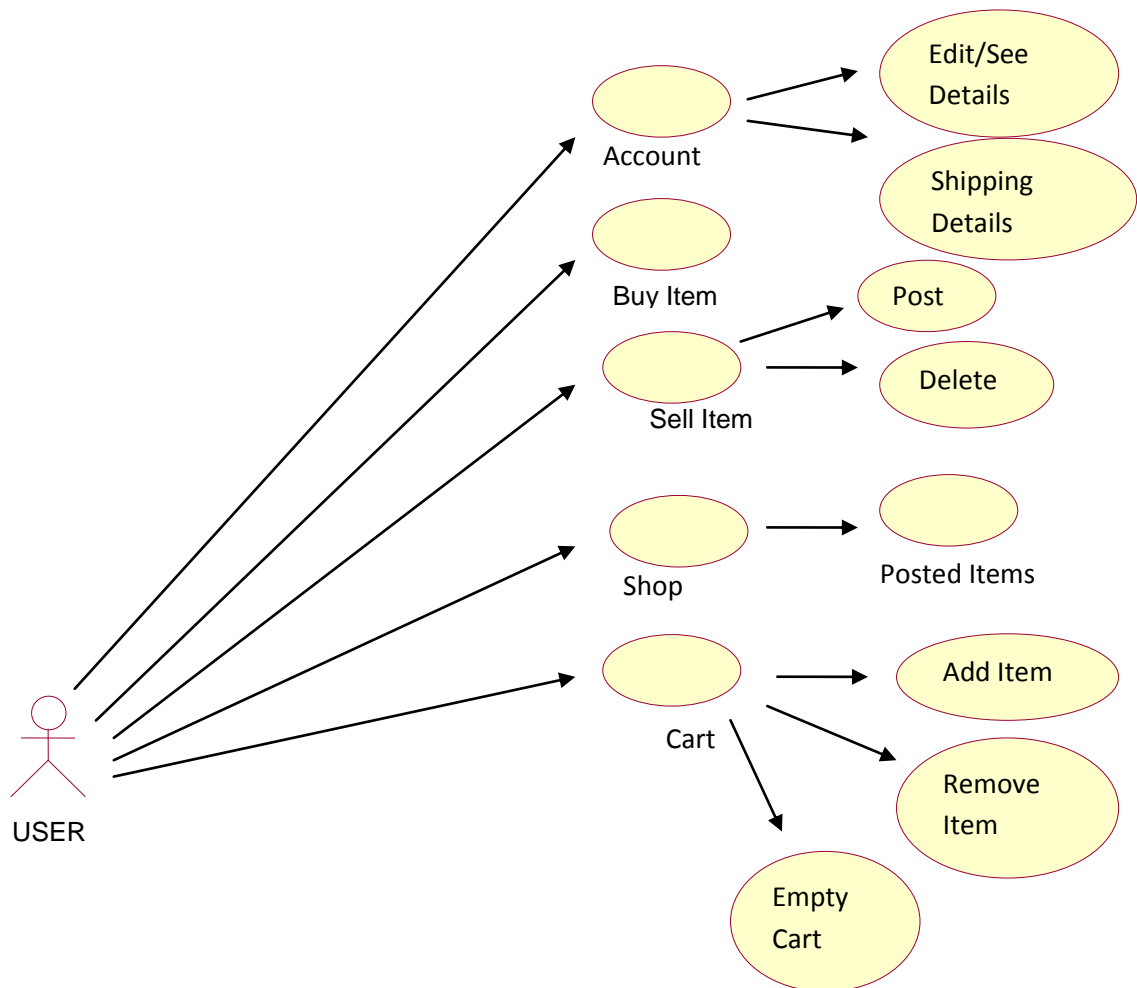 Edit/See
Details
Account
Shipping
Details
Buy Item
Post
Sell Item
Delete
Shop
Posted Items
Cart
Add Item
Remove
Item
USER
Empty
Cart